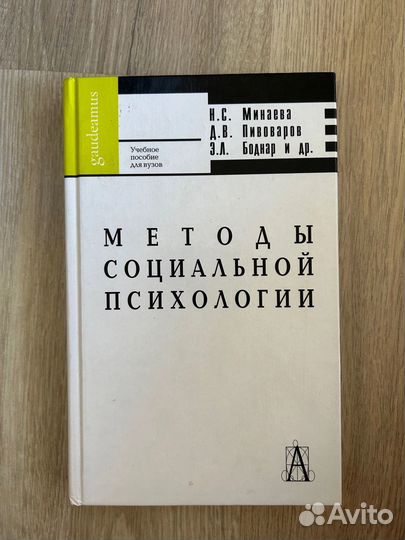 gaudeamus
Учебное
пособие
для вузов
Н.С. Минаева
Д.В. Пивоваров
Э.Л. Боднар и др.
МЕТОДЫ
СОЦИАЛЬНОЙ
ПСИХОЛОГИИ
А
Avito